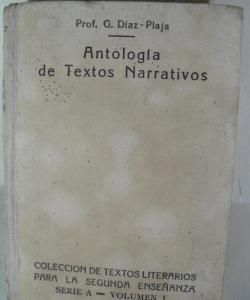 Prof. G. Díaz-Plaja
Antología
de Textos Narrativos
COLECCION DE TEXTOS LITERARIOS
PARA LA SEGUNDA ENSEÑANZA
SERIE A — VOLUMEN I